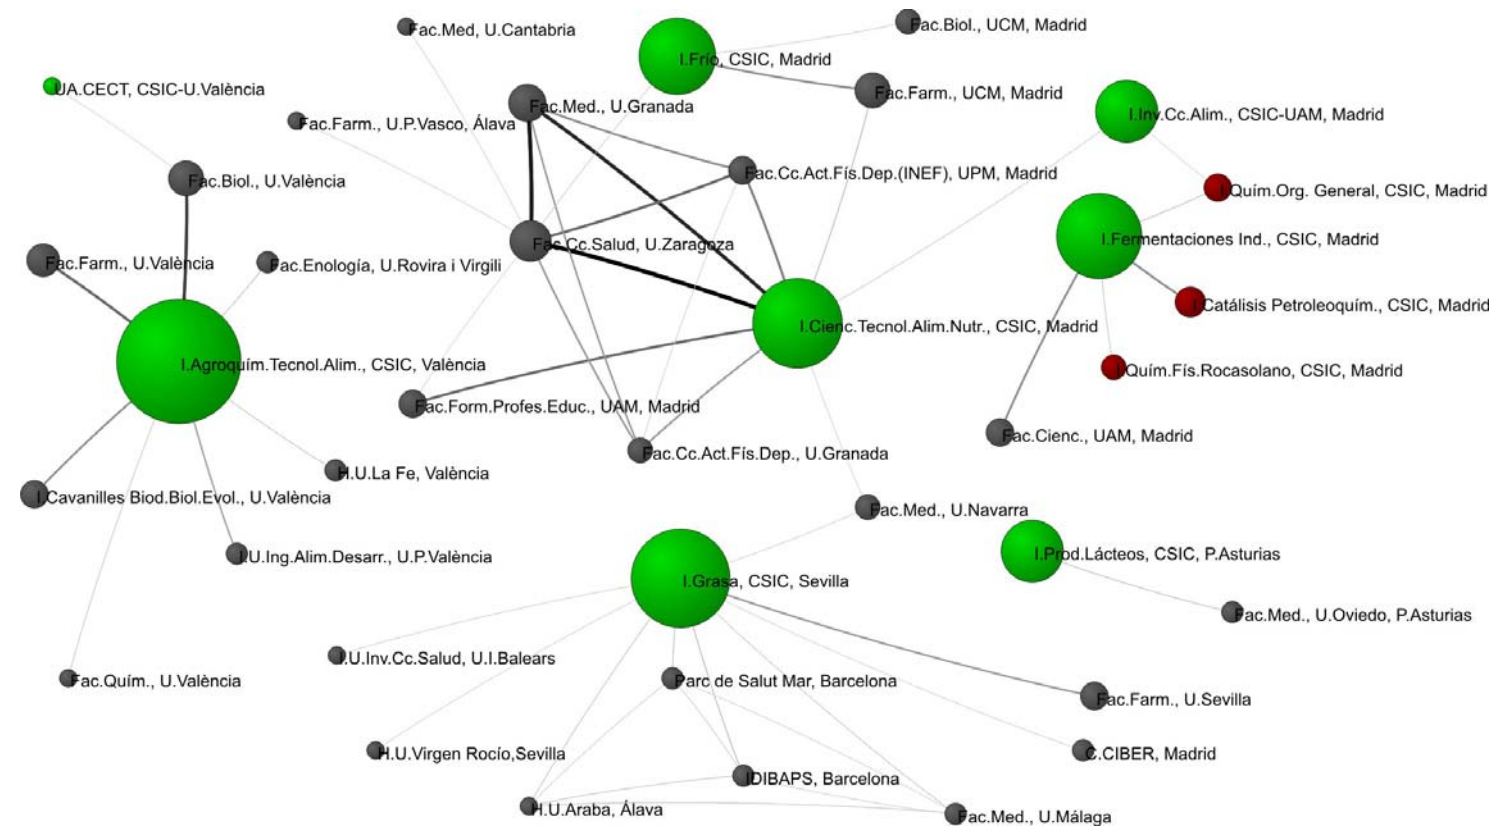 Fac.Med, U.Cantabria
Fac.Biol., UCM, Madrid
I.Frío, CSIC, Madrid
UA.CECT, CSIC-U.València
Fac.Med., U.Granada
Fac.Farm., UCM, Madrid
I.Inv.Cc.Alim., CSIC-UAM, Madrid
Fac.Farm., U.P.Vasco, Álava
Fac.Cc.Act.Fís.Dep.(INEF), UPM, Madrid
Fac.Biol., U.València
I.Quím.Org. General, CSIC, Madrid
Fac.Cc.Salud, U.Zaragoza
I.Fermentaciones Ind., CSIC, Madrid
Fac.Farm., U.València
Fac.Enología, U.Rovira i Virgili
I.Catálisis Petroleoquím., CSIC, Madrid
I.Cienc.Tecnol.Alim.Nutr., CSIC, Madrid
I.Agroquím.Tecnol.Alim., CSIC, València
I.Quím.Fís.Rocasolano, CSIC, Madrid
Fac.Form.Profes.Educ., UAM, Madrid
Fac.Cienc., UAM, Madrid
Fac.Cc.Act.Fís.Dep., U.Granada
H.U.La Fe, València
I.Cavanilles Biod.Biol.Evol., U.València
Fac.Med., U.Navarra
I.U.Ing.Alim.Desarr., U.P.València
I.Prod.Lácteos, CSIC, P.Asturias
I.Grasa, CSIC, Sevilla
Fac.Med., U.Oviedo, P.Asturias
I.U.Inv.Cc.Salud, U.I.Balears
Fac.Quím., U.València
Parc de Salut Mar, Barcelona
Fac.Farm., U.Sevilla
H.U.Virgen Rocío,Sevilla
C.CIBER, Madrid
IDIBAPS, Barcelona
H.U.Araba, Álava
Fac.Med., U.Málaga